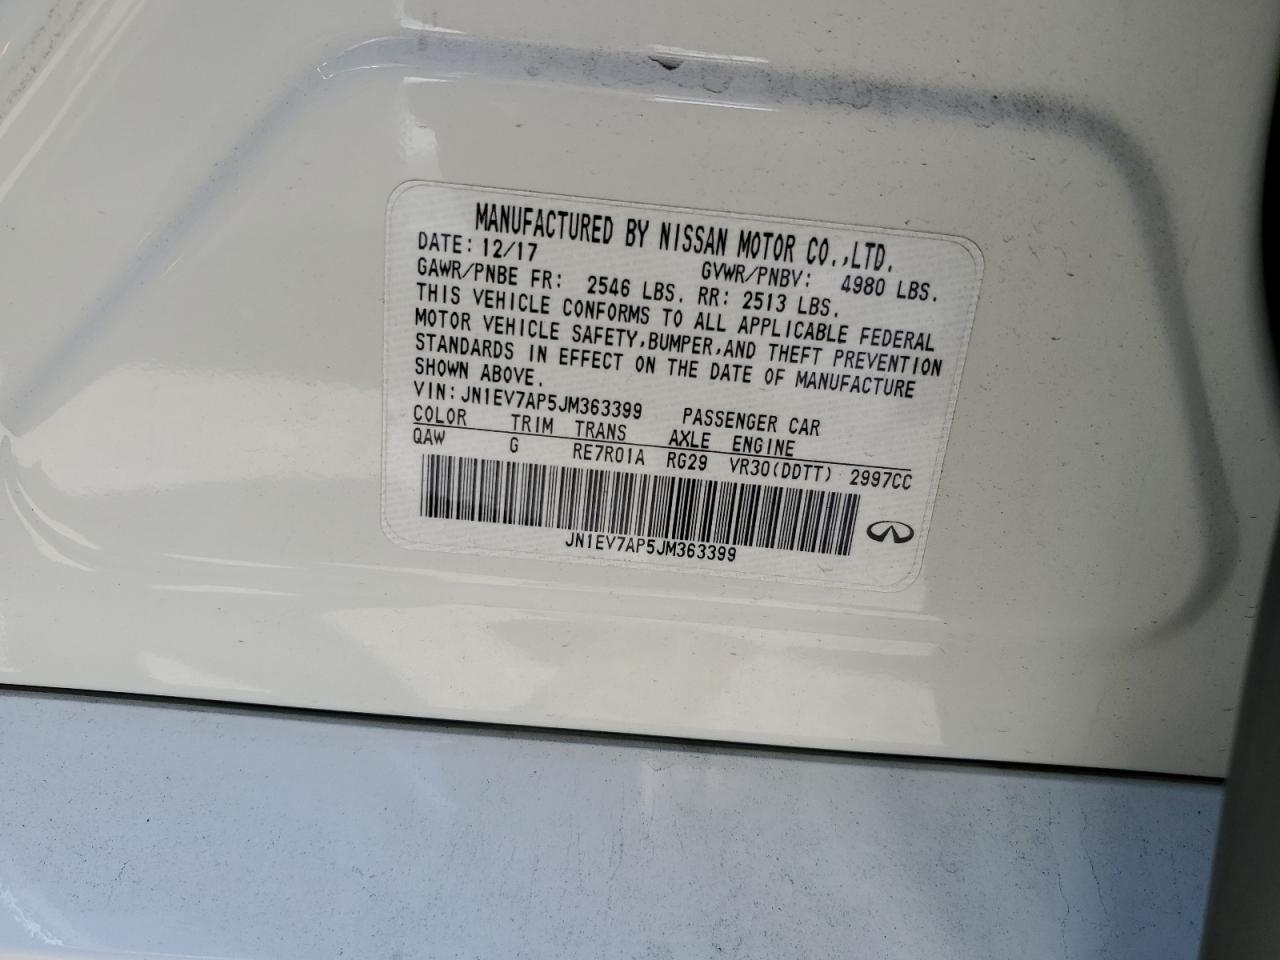 MANUFACTURED BY NISSAN MOTOR CO.,LTD.
DATE: 12/17 GVWR/PNBV: 4980 LBS.
GAWR/PNBE FR: 2546 LBS. RR: 2513 LBS.
THIS VEHICLE CONFORMS TO ALL APPLICABLE FEDERAL
MOTOR VEHICLE SAFETY,BUMPER,AND THEFT PREVENTION
STANDARDS IN EFFECT ON THE DATE OF MANUFACTURE
SHOWN ABOVE.
VIN:JN1EV7AP5JM363399 PASSENGER CAR
COLOR TRIM TRANS AXLE ENGINE
QAW G RE7R01A RG29 VR30(DDTT) 2997CC
JN1EV7AP5JM363399